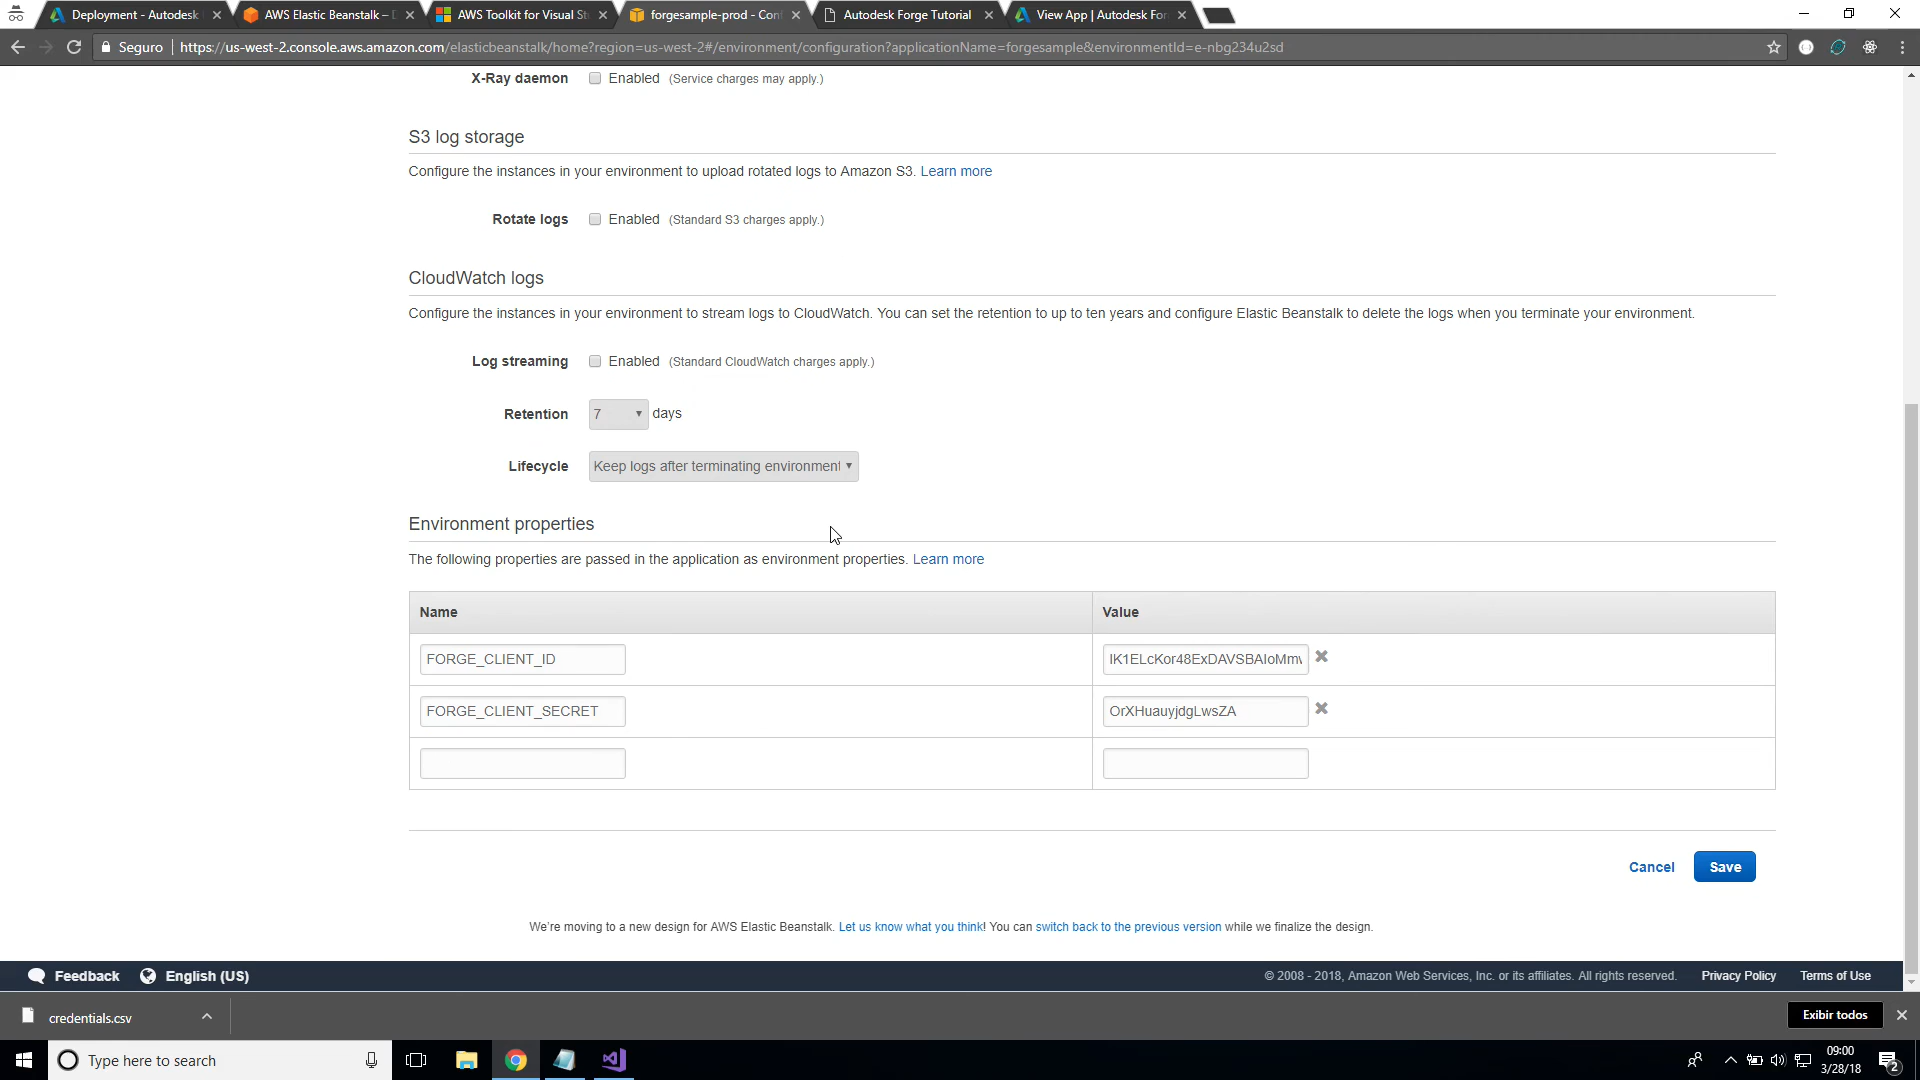 Deployment - Autodesk
AWS Elastic Beanstalk – D
AWS Toolkit for Visual St
forgesample-prod - Con
Autodesk Forge Tutorial
View App | Autodesk For
Seguro
https://us-west-2.console.aws.amazon.com/elasticbeanstalk/home?region=us-west-2#/environment/configuration?applicationName=forgesample&environmentId=e-nbg234u2sd
X-Ray daemon Enabled (Service charges may apply.)
S3 log storage
Configure the instances in your environment to upload rotated logs to Amazon S3. Learn more
Rotate logs Enabled (Standard S3 charges apply.)
CloudWatch logs
Configure the instances in your environment to stream logs to CloudWatch. You can set the retention to up to ten years and configure Elastic Beanstalk to delete the logs when you terminate your environment.
Log streaming Enabled (Standard CloudWatch charges apply.)
Retention 7 days
Lifecycle Keep logs after terminating environment
Environment properties
The following properties are passed in the application as environment properties. Learn more
Name Value
FORGE_CLIENT_ID IK1ELcKor48ExDAVSBAIoMmv
FORGE_CLIENT_SECRET OrXHuauyjdgLwsZA
Cancel Save
We're moving to a new design for AWS Elastic Beanstalk. Let us know what you think! You can switch back to the previous version while we finalize the design.
Feedback English (US) © 2008 - 2018, Amazon Web Services, Inc. or its affiliates. All rights reserved. Privacy Policy Terms of Use
credentials.csv Exibir todos
Type here to search
09:00
3/28/18
2